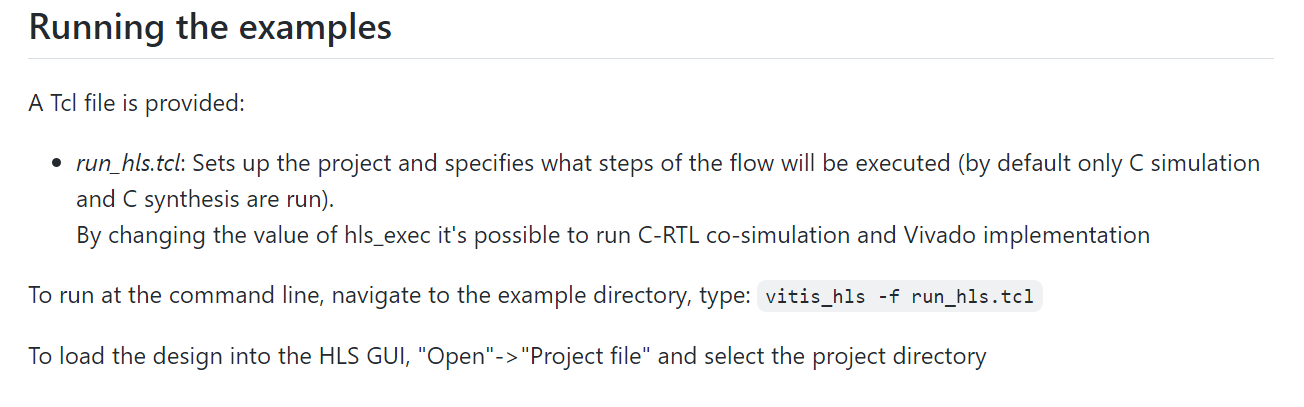 Running the examples
A Tcl file is provided:
run_hls.tcl: Sets up the project and specifies what steps of the flow will be executed (by default only C simulation
and C synthesis are run).
By changing the value of hls_exec it's possible to run C-RTL co-simulation and Vivado implementation
To run at the command line, navigate to the example directory, type: vitis_hls -f run_hls.tcl
To load the design into the HLS GUI, "Open"->"Project file" and select the project directory